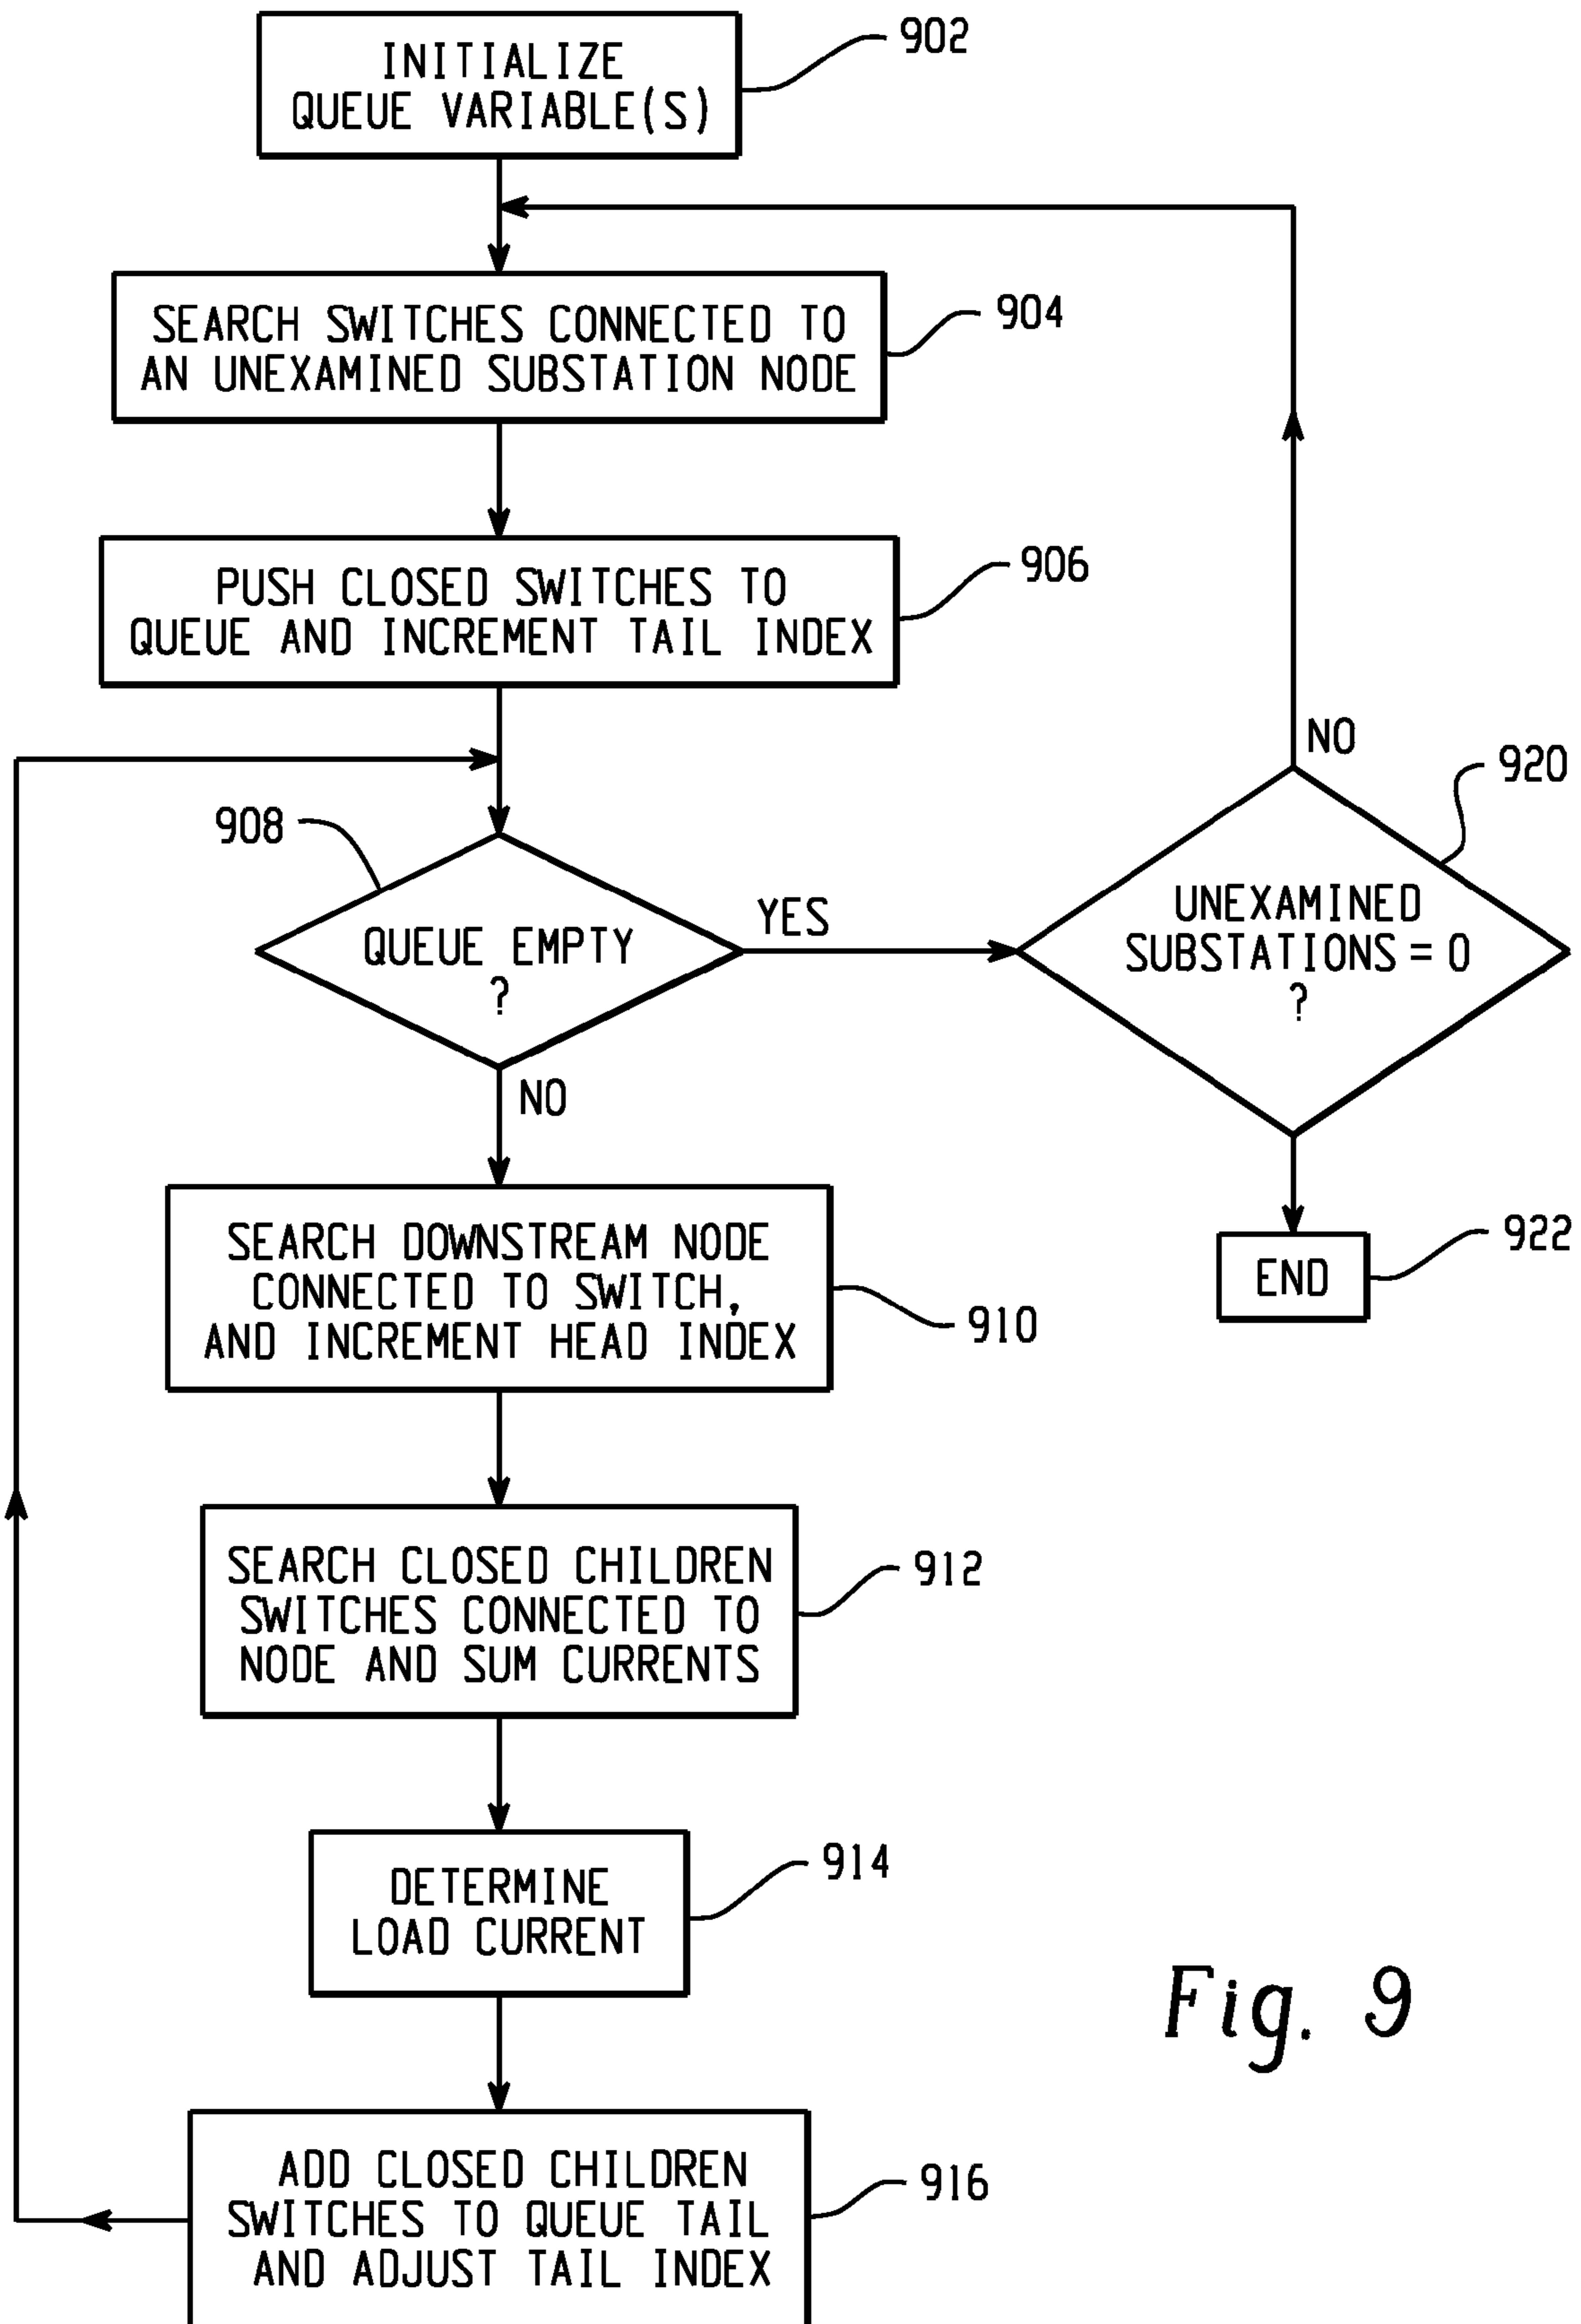 INITIALIZE
QUEUE VARIABLE(S)
902
SEARCH SWITCHES CONNECTED TO
AN UNEXAMINED SUBSTATION NODE
904
PUSH CLOSED SWITCHES TO
QUEUE AND INCREMENT TAIL INDEX
906
908
QUEUE EMPTY
?
YES
NO
NO
920
UNEXAMINED
SUBSTATIONS = 0
?
END
922
SEARCH DOWNSTREAM NODE
CONNECTED TO SWITCH,
AND INCREMENT HEAD INDEX
910
SEARCH CLOSED CHILDREN
SWITCHES CONNECTED TO
NODE AND SUM CURRENTS
912
DETERMINE
LOAD CURRENT
914
ADD CLOSED CHILDREN
SWITCHES TO QUEUE TAIL
AND ADJUST TAIL INDEX
916
Fig. 9